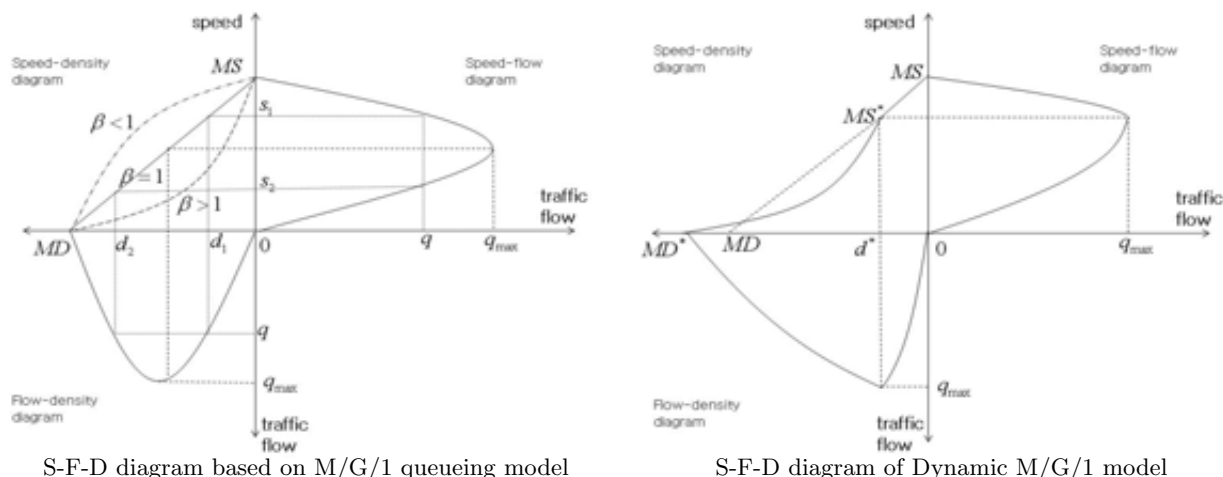 speed
Speed-density
diagram
MS
Speed-flow
diagram
β<1
s₁
β=1
s₂
β>1
traffic
flow
MD
d₂
d₁
0
q
qmax
q
qmax
Flow-density
diagram
traffic
flow
S-F-D diagram based on M/G/1 queueing model
speed
Speed-density
diagram
MS
Speed-flow
diagram
MS*
traffic
flow
MD*
MD
d*
0
qmax
qmax
Flow-density
diagram
traffic
flow
S-F-D diagram of Dynamic M/G/1 model